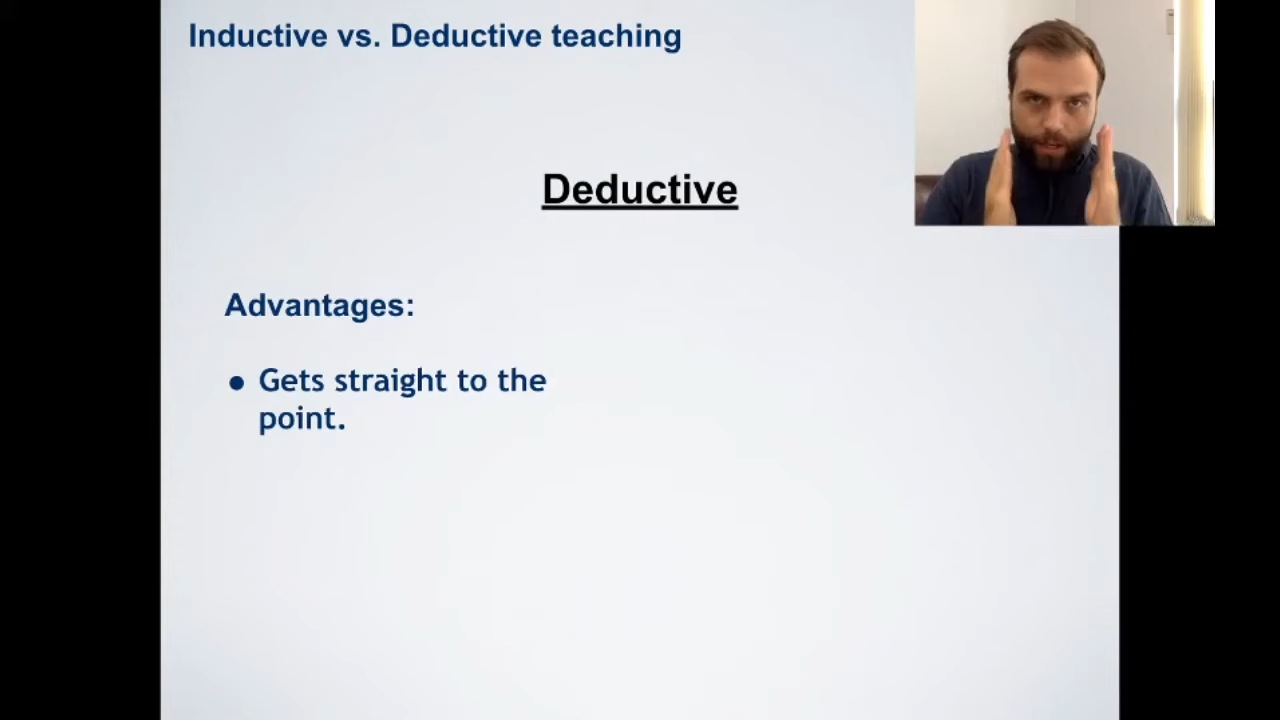 Inductive vs. Deductive teaching
Deductive
Advantages:
● Gets straight to the
point.